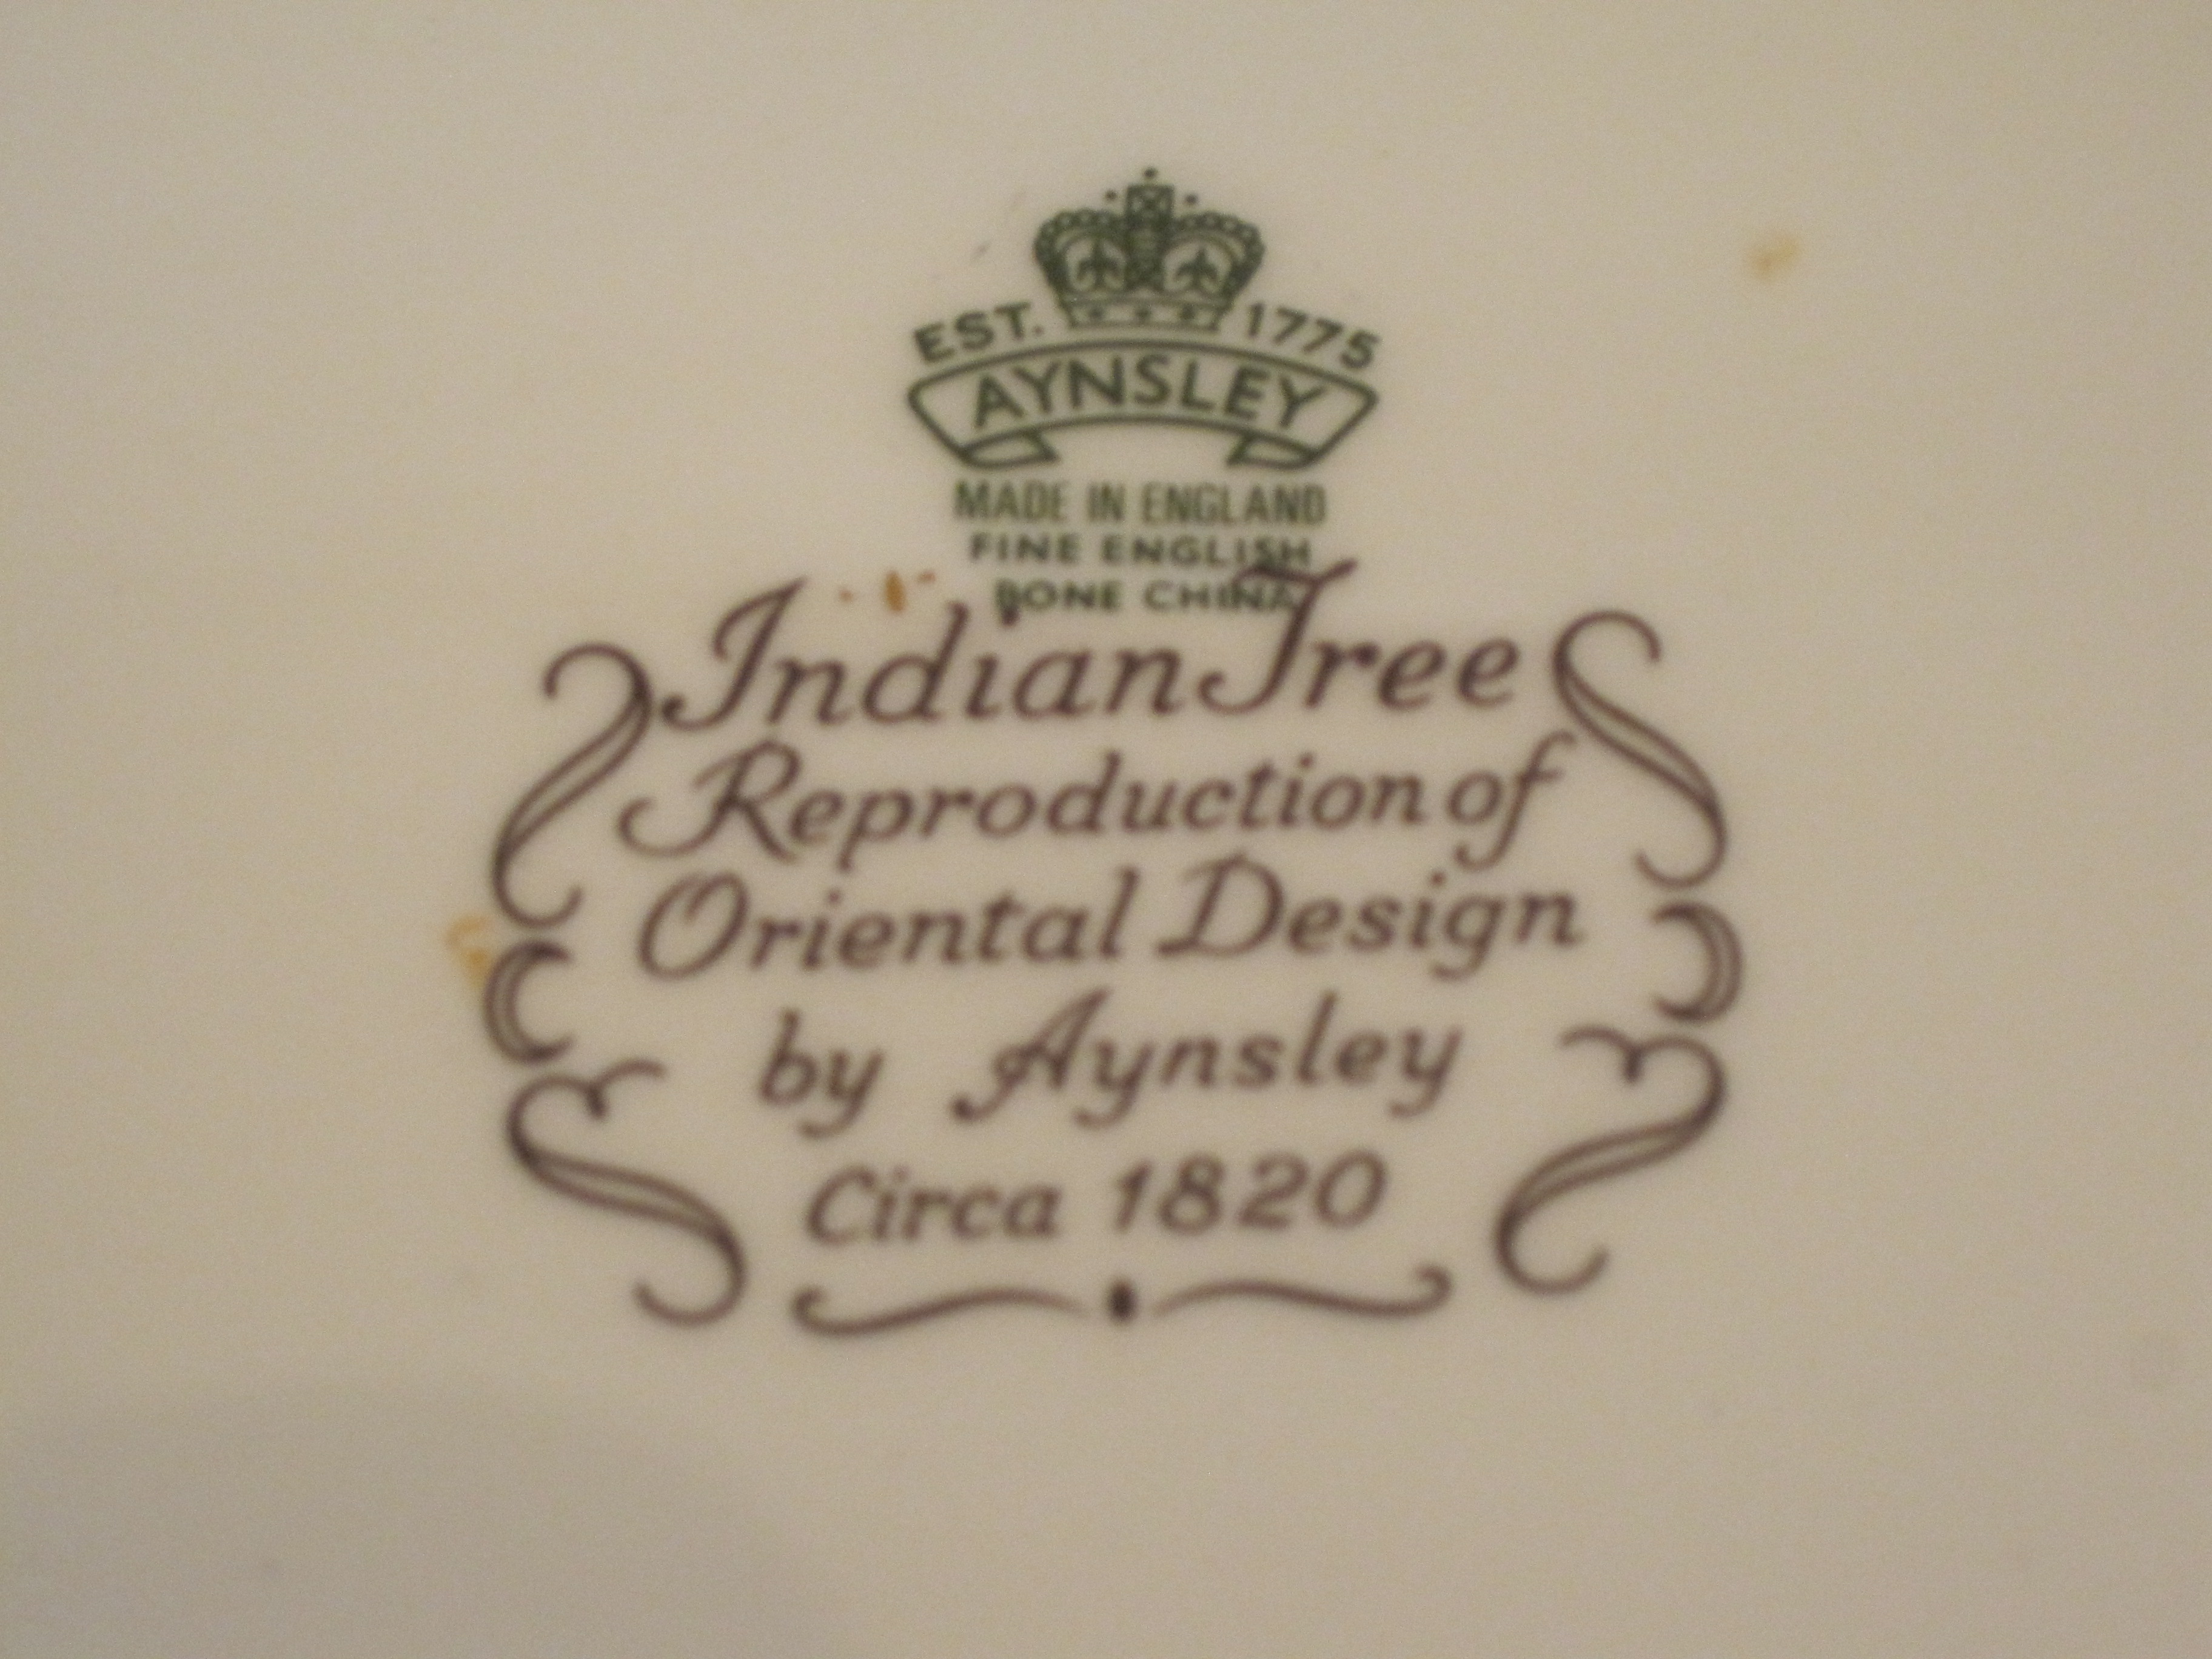 EST. 1775
AYNSLEY
MADE IN ENGLAND
FINE ENGLISH
BONE CHINA
Indian Tree
Reproduction of
Oriental Design
by Aynsley
Circa 1820